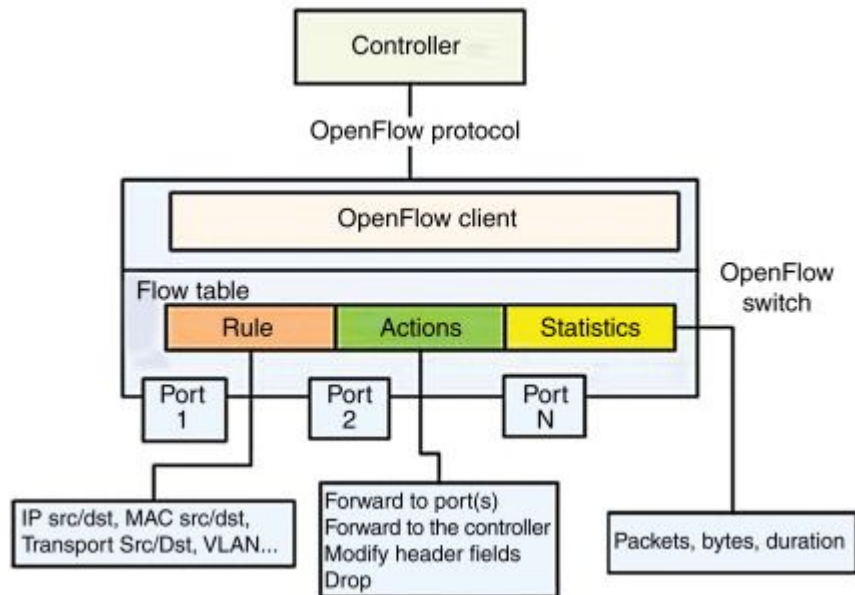 Controller
OpenFlow protocol
OpenFlow client
OpenFlow
switch
Flow table
Rule
Actions
Statistics
Port
1
Port
2
Port
N
IP src/dst, MAC src/dst,
Transport Src/Dst, VLAN...
Forward to port(s)
Forward to the controller
Modify header fields
Drop
Packets, bytes, duration